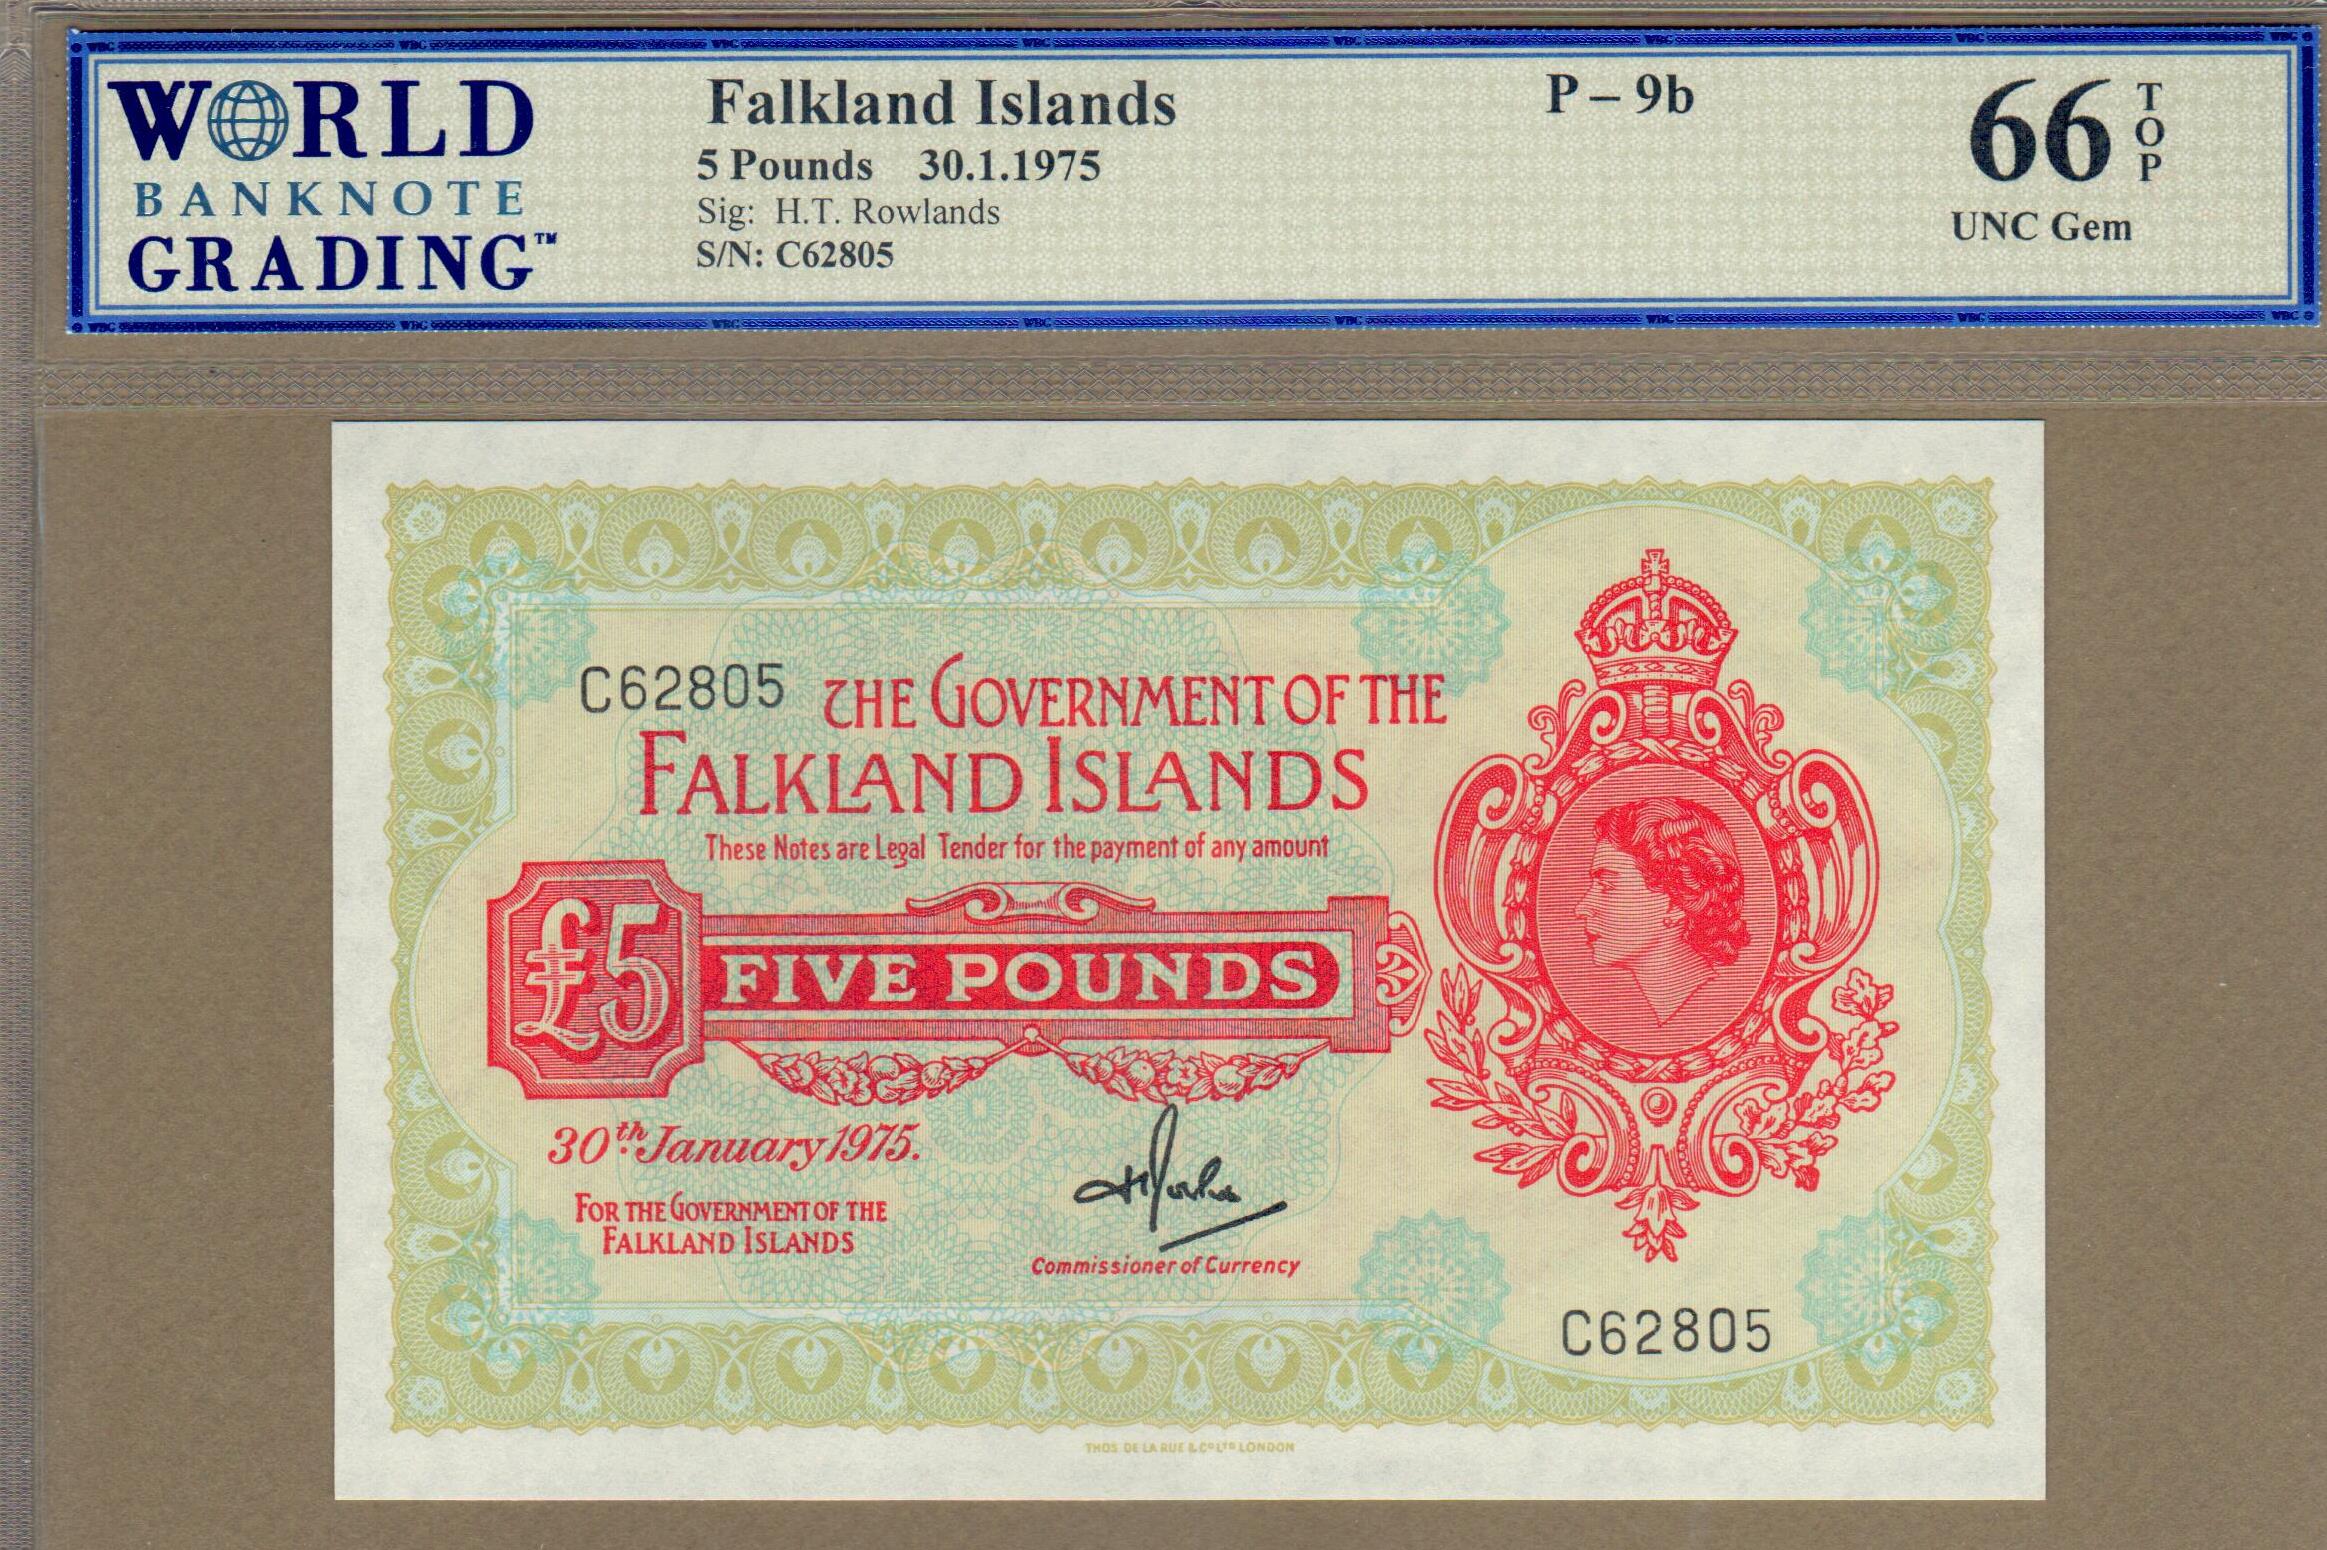 WORLD
BANKNOTE
GRADING™
Falkland Islands
P – 9b
66 TOP
5 Pounds 30.1.1975
Sig: H.T. Rowlands
UNC Gem
S/N: C62805
C62805
THE GOVERNMENT OF THE
FALKLAND ISLANDS
These Notes are Legal Tender for the payment of any amount
£5
FIVE POUNDS
30th January 1975.
FOR THE GOVERNMENT OF THE
FALKLAND ISLANDS
Commissioner of Currency
C62805
THOS. DE LA RUE & CO LTD LONDON